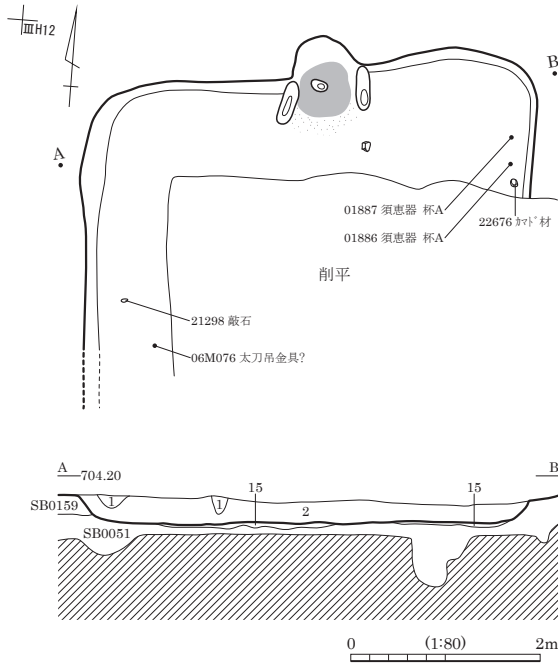 ⅢH12
B
A
01887 須恵器 杯A
22676 ｶﾏﾄﾞ材
01886 須恵器 杯A
削平
21298 敲石
06M076 太刀吊金具?
A
704.20
B
15
15
SB0159
1
1
2
SB0051
0 (1:80) 2m